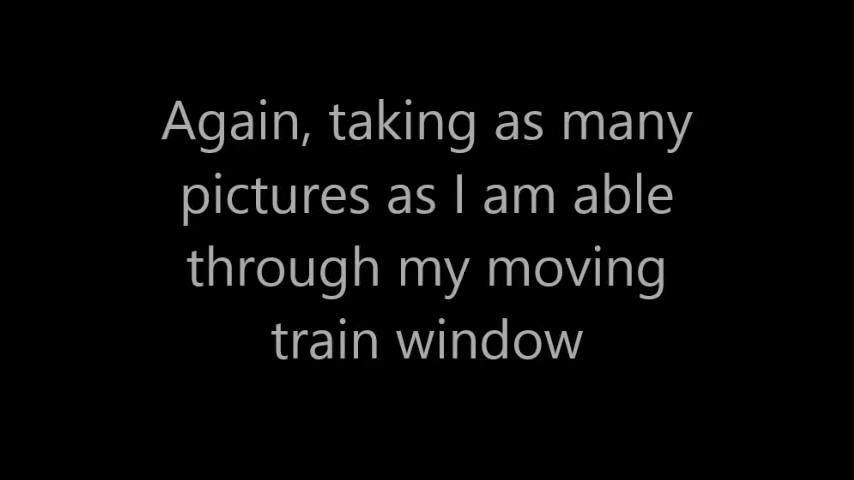 Again, taking as many
pictures as I am able
through my moving
train window